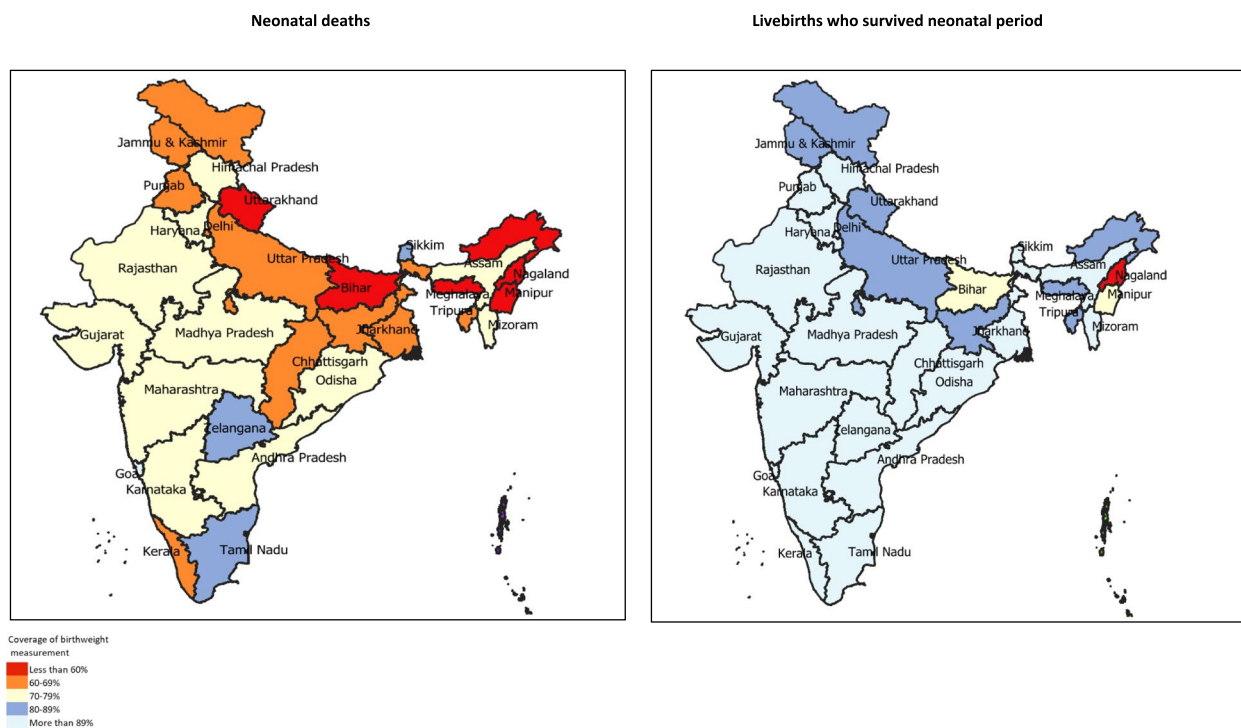 Neonatal deaths
Livebirths who survived neonatal period
Jammu & Kashmir
Himachal Pradesh
Punjab
Uttarakhand
Haryana
Delhi
Sikkim
Uttar Pradesh
Assam
Rajasthan
Nagaland
Bihar
Meghalaya
Manipur
Tripura
Gujarat
Madhya Pradesh
Jharkhand
Mizoram
Chhattisgarh
Odisha
Maharashtra
Telangana
Andhra Pradesh
Goa
Karnataka
Kerala
Tamil Nadu
Jammu & Kashmir
Himachal Pradesh
Punjab
Uttarakhand
Haryana
Delhi
Sikkim
Uttar Pradesh
Assam
Rajasthan
Nagaland
Bihar
Meghalaya
Manipur
Tripura
Gujarat
Madhya Pradesh
Jharkhand
Mizoram
Chhattisgarh
Odisha
Maharashtra
Telangana
Andhra Pradesh
Goa
Karnataka
Kerala
Tamil Nadu
Coverage of birthweight
measurement
Less than 60%
60-69%
70-79%
80-89%
More than 89%